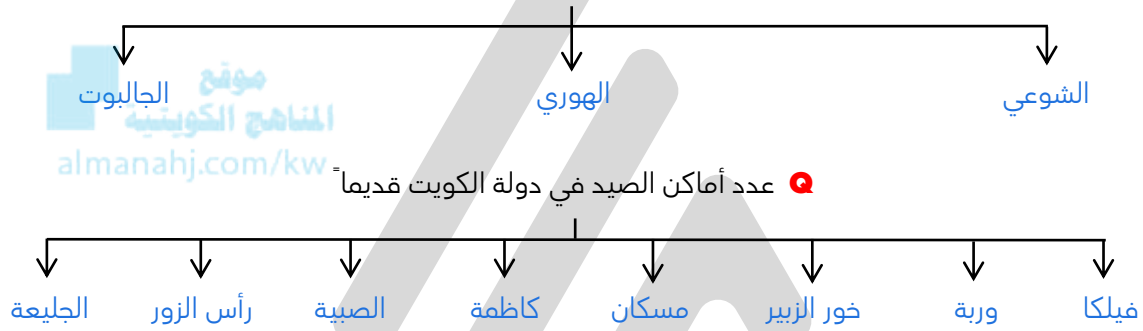 الشوعي الهوري الجالبوت
موقع
المناهج الكويتية
almanahj.com/kw
Q عدد أماكن الصيد في دولة الكويت قديماً
فيلكا وربة خور الزبير مسكان كاظمة الصبية رأس الزور الجليعة